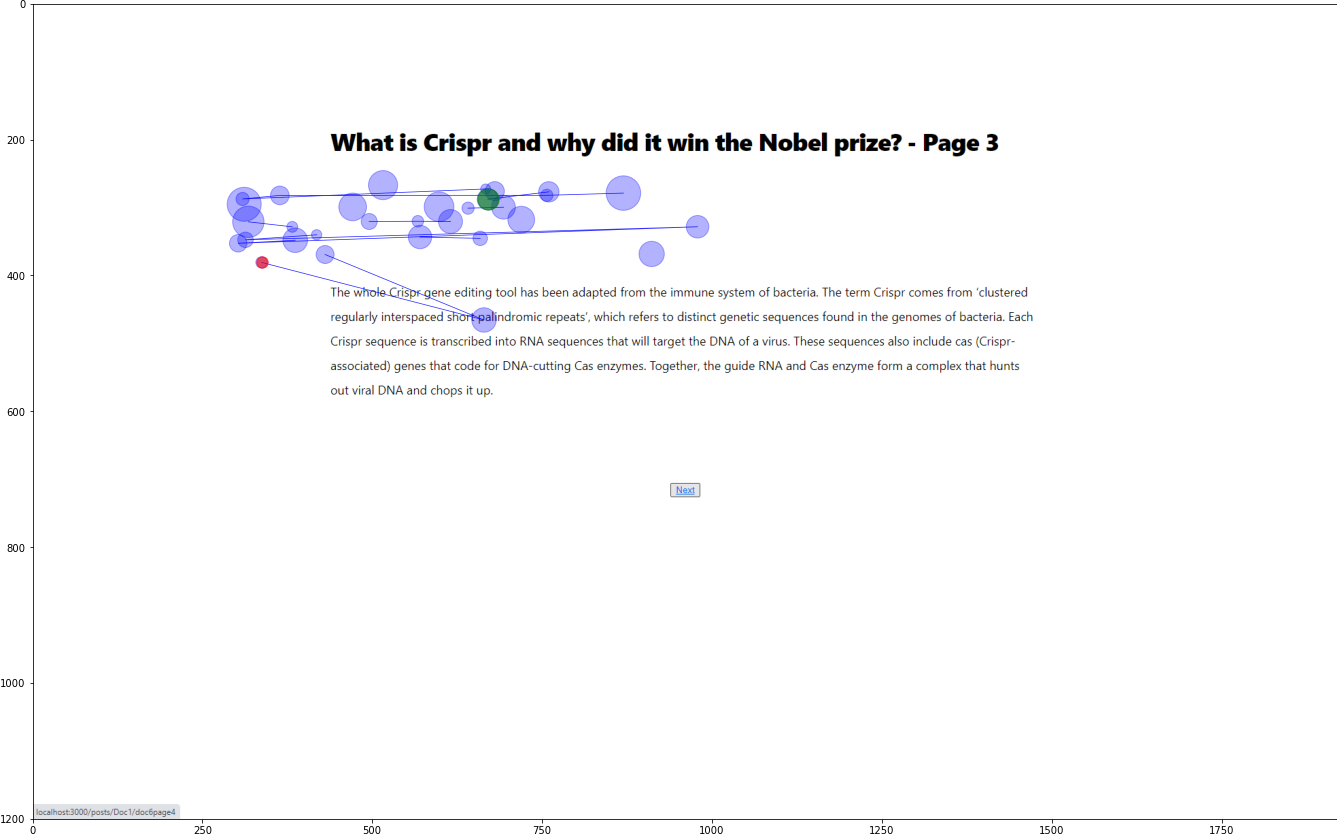 0
200
What is Crispr and why did it win the Nobel prize? - Page 3
400
The whole Crispr gene editing tool has been adapted from the immune system of bacteria. The term Crispr comes from 'clustered
regularly interspaced short palindromic repeats', which refers to distinct genetic sequences found in the genomes of bacteria. Each
Crispr sequence is transcribed into RNA sequences that will target the DNA of a virus. These sequences also include cas (Crispr-
associated) genes that code for DNA-cutting Cas enzymes. Together, the guide RNA and Cas enzyme form a complex that hunts
out viral DNA and chops it up.
600
Next
800
1000
localhost:3000/posts/Doc1/doc6page4
1200
0 250 500 750 1000 1250 1500 1750